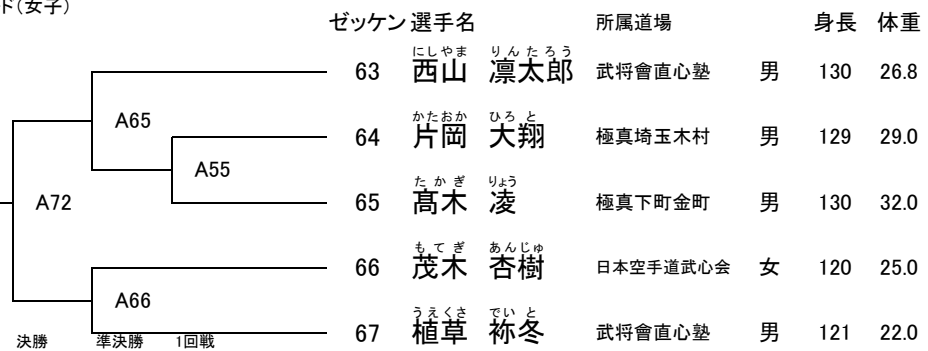 ド（女子）
ゼッケン 選手名 所属道場 身長 体重
にしやま りんたろう
63 西山 凛太郎 武将會直心塾 男 130 26.8
A65
かたおか ひろと
64 片岡 大翔 極真埼玉木村 男 129 29.0
A55
たかぎ りょう
A72
65 髙木 凌 極真下町金町 男 130 32.0
もてぎ あんじゅ
66 茂木 杏樹 日本空手道武心会 女 120 25.0
A66
うえくさ でいと
67 植草 袮冬 武将會直心塾 男 121 22.0
決勝 準決勝 1回戦